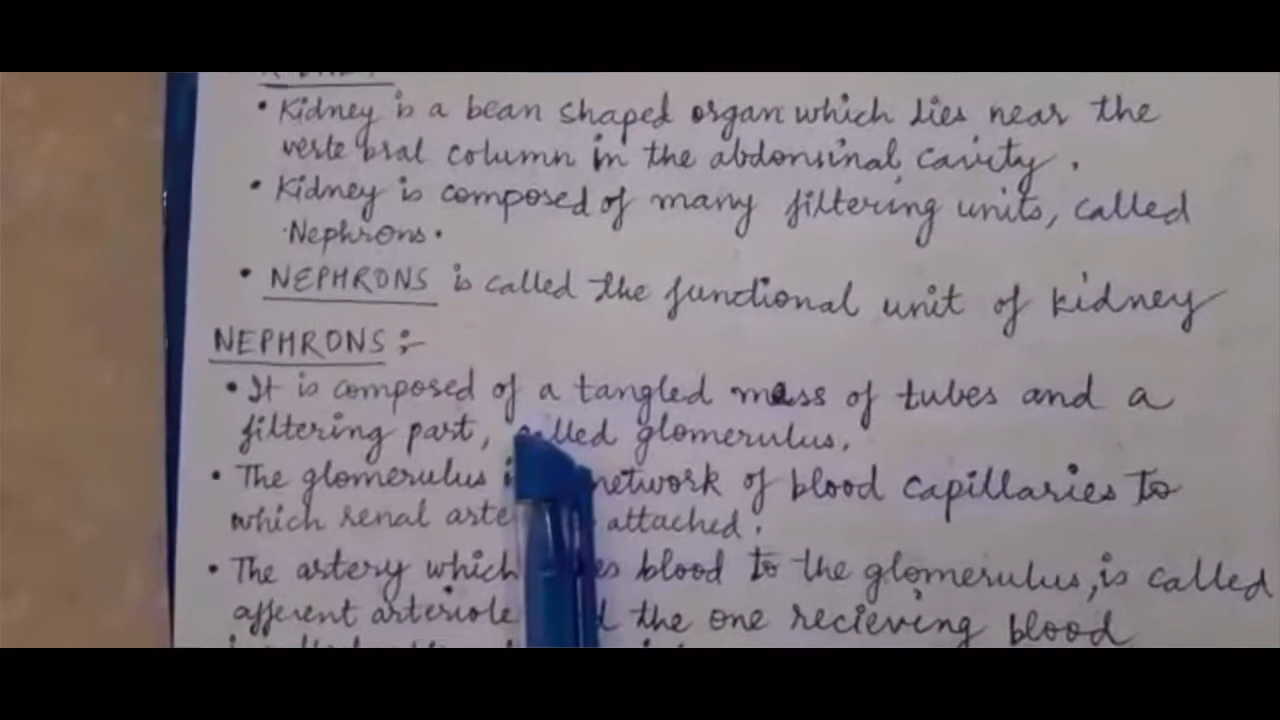 • Kidney is a bean shaped organ which lies near the
vertebral column in the abdominal cavity.
• Kidney is composed of many filtering units, called
Nephrons.
• NEPHRONS is called the functional unit of kidney
NEPHRONS :-
• It is composed of a tangled mass of tubes and a
filtering part, called glomerulus.
• The glomerulus network of blood capillaries to
which renal attached.
• The artery which blood to the glomerulus, is called
afferent arteriole the one recieving blood